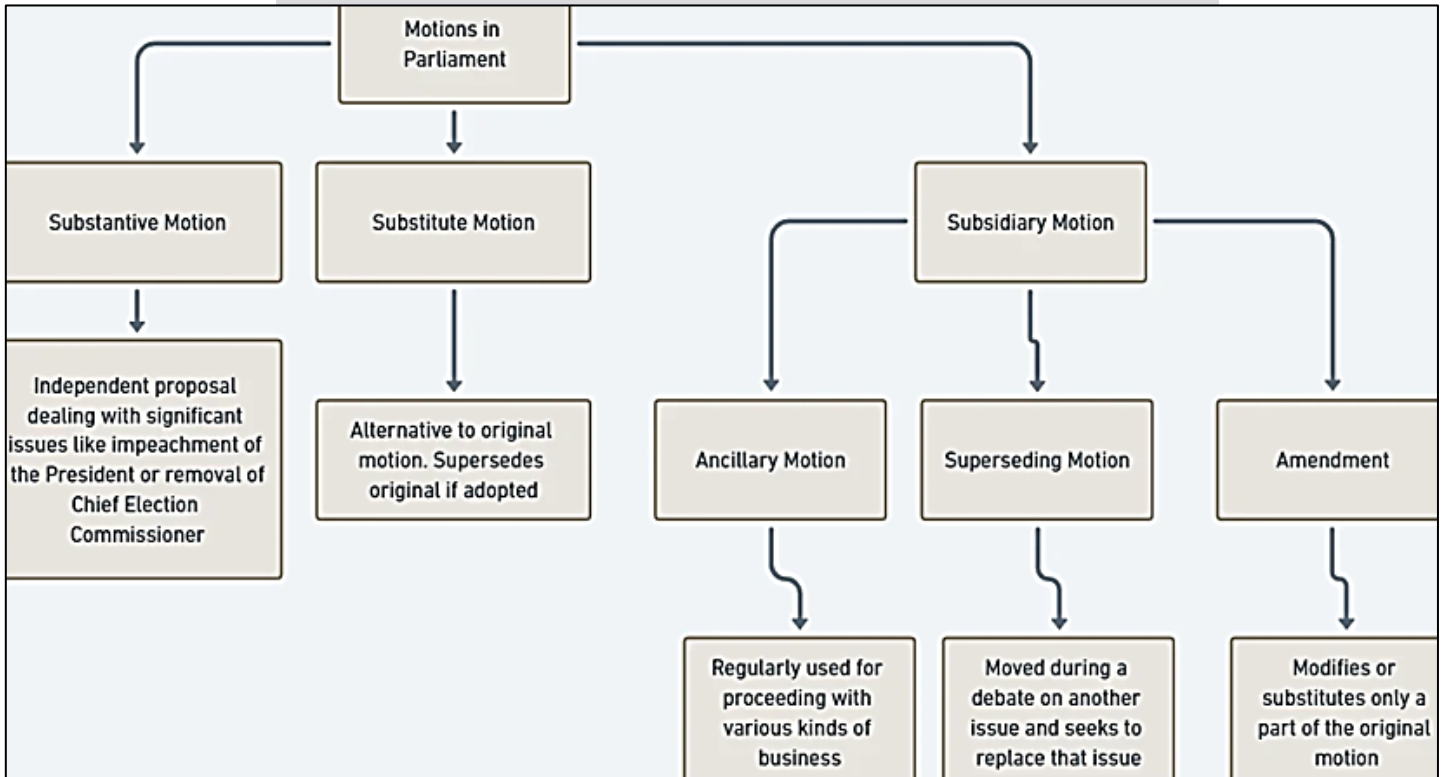 Motions in
Parliament
Substantive Motion
Substitute Motion
Subsidiary Motion
Independent proposal
dealing with significant
issues like impeachment of
the President or removal of
Chief Election
Commissioner
Alternative to original
motion. Supersedes
original if adopted
Ancillary Motion
Superseding Motion
Amendment
Regularly used for
proceeding with
various kinds of
business
Moved during a
debate on another
issue and seeks to
replace that issue
Modifies or
substitutes only a
part of the original
motion